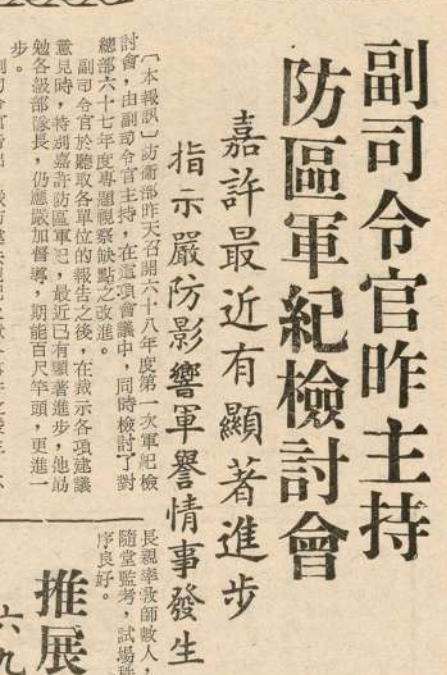 副司令官昨主持
防區軍紀檢討會
嘉許最近有顯著進步
指示嚴防影響軍譽情事發生
〔本報訊〕防衛部昨天召開六十八年度第一次軍紀檢
討會,由副司令官主持,在這項會議中,同時檢討了對
總部六十七年度專題視察缺點之改進。
副司令官於聽取各單位的報告之後,在裁示各項建議
意見時,特別嘉許防區軍紀,最近已有顯著進步,他勗
勉各級部隊長,仍應嚴加督導,期能百尺竿頭,更進一
步。
長親率敎師數人,
隨堂監考,試場秩
序良好。
推展
六九